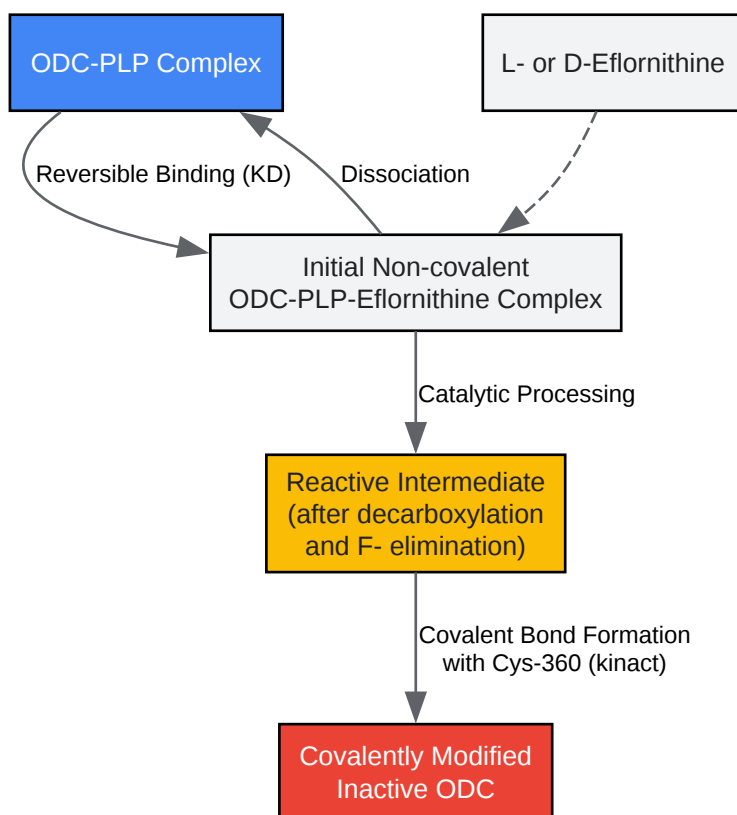 ODC-PLP Complex
L- or D-Eflornithine
Reversible Binding (KD)
Dissociation
Initial Non-covalent
ODC-PLP-Eflornithine Complex
Catalytic Processing
Reactive Intermediate
(after decarboxylation
and F- elimination)
Covalent Bond Formation
with Cys-360 (kinact)
Covalently Modified
Inactive ODC